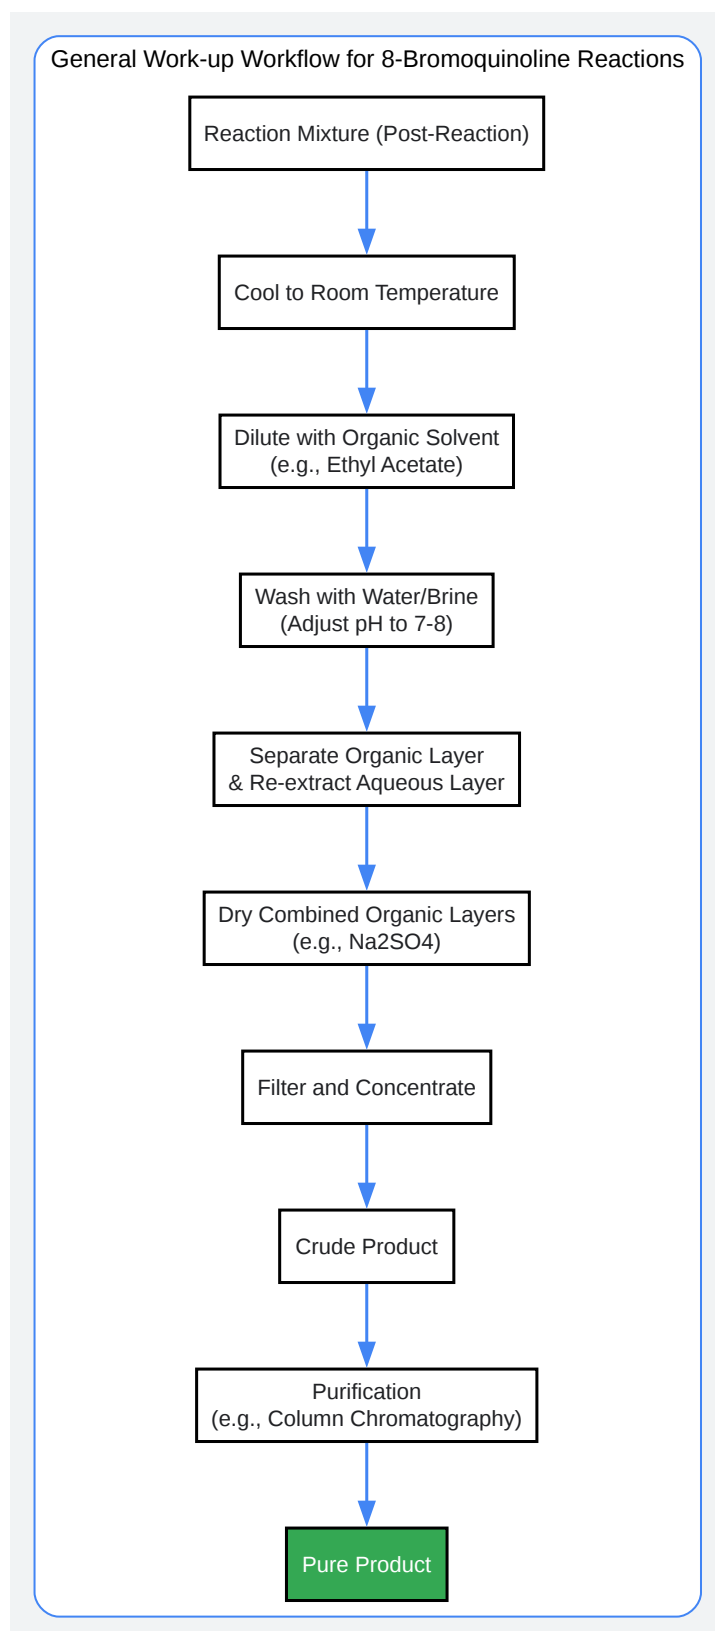 General Work-up Workflow for 8-Bromoquinoline Reactions
Reaction Mixture (Post-Reaction)
Cool to Room Temperature
Dilute with Organic Solvent
(e.g., Ethyl Acetate)
Wash with Water/Brine
(Adjust pH to 7-8)
Separate Organic Layer
& Re-extract Aqueous Layer
Dry Combined Organic Layers
(e.g., Na2SO4)
Filter and Concentrate
Crude Product
Purification
(e.g., Column Chromatography)
Pure Product